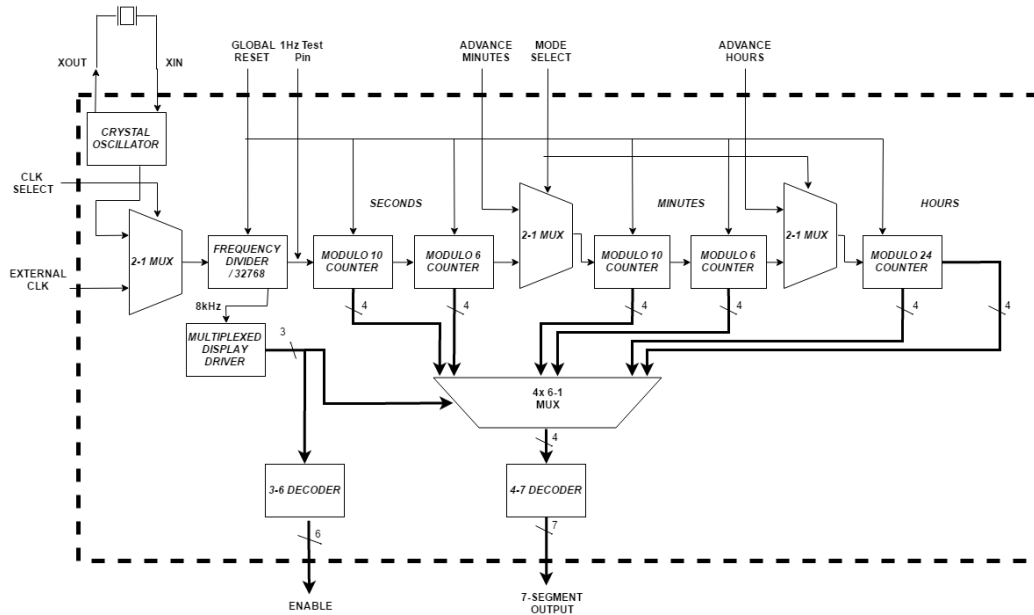 GLOBAL
RESET
1Hz Test
Pin
ADVANCE
MINUTES
MODE
SELECT
ADVANCE
HOURS
XOUT
XIN
CRYSTAL
OSCILLATOR
CLK
SELECT
EXTERNAL
CLK
2-1 MUX
FREQUENCY
DIVIDER
/ 32768
SECONDS
MODULO 10
COUNTER
MODULO 6
COUNTER
2-1 MUX
MINUTES
MODULO 10
COUNTER
MODULO 6
COUNTER
2-1 MUX
HOURS
MODULO 24
COUNTER
8kHz
4
4
4
4
4
4
MULTIPLEXED
DISPLAY
DRIVER
3
4x 6-1
MUX
4
3-6 DECODER
4-7 DECODER
6
7
ENABLE
7-SEGMENT
OUTPUT